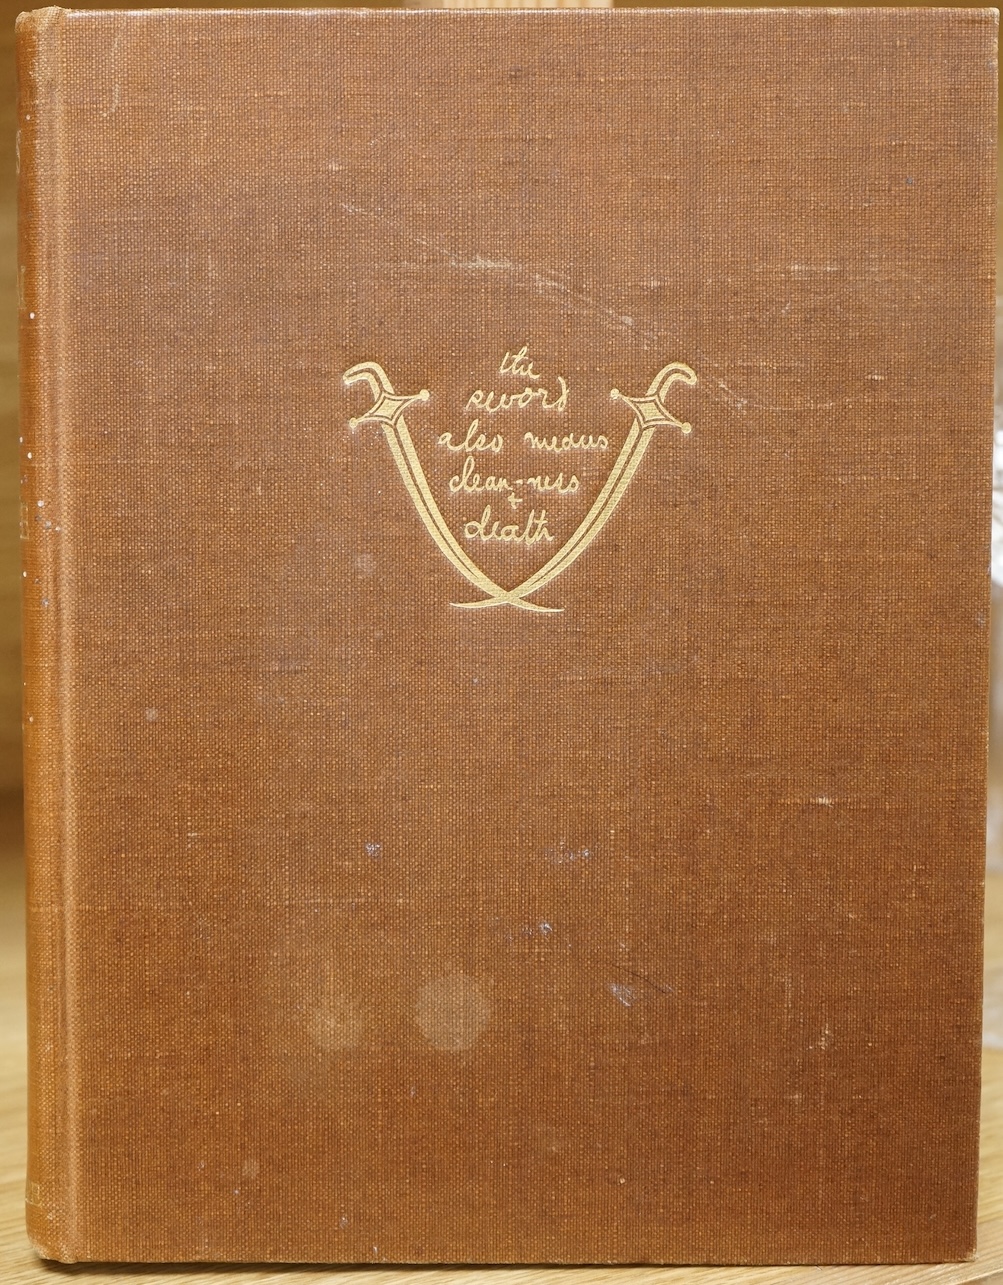 the
sword
also means
clean-ness
+
death